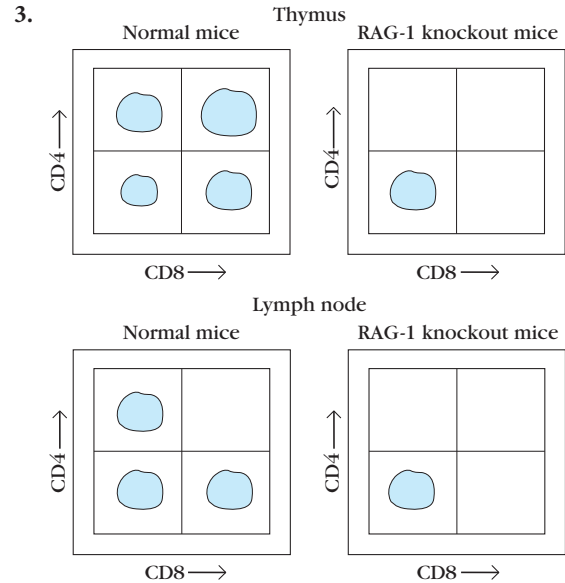 3.
Thymus
Normal mice
RAG-1 knockout mice
CD4
CD4
CD8
CD8
Lymph node
Normal mice
RAG-1 knockout mice
CD4
CD4
CD8
CD8